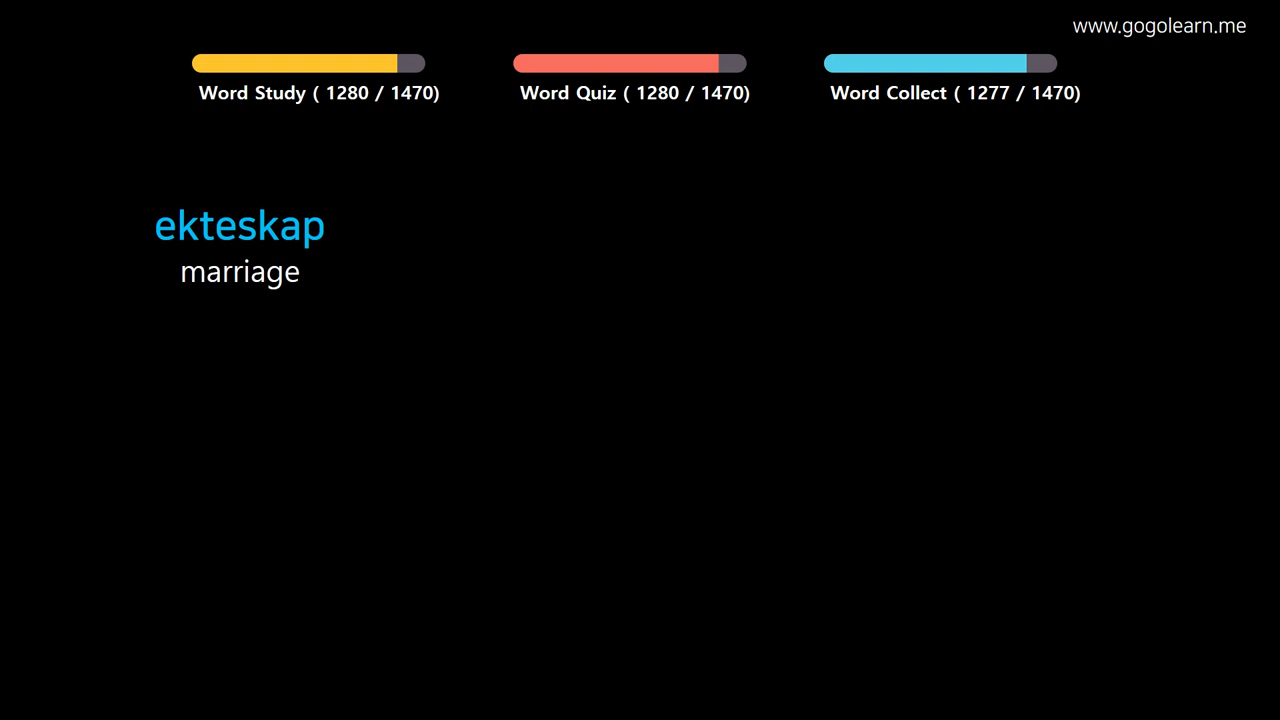 www.gogolearn.me
Word Study ( 1280 / 1470)
Word Quiz ( 1280 / 1470)
Word Collect ( 1277 / 1470)
ekteskap
marriage